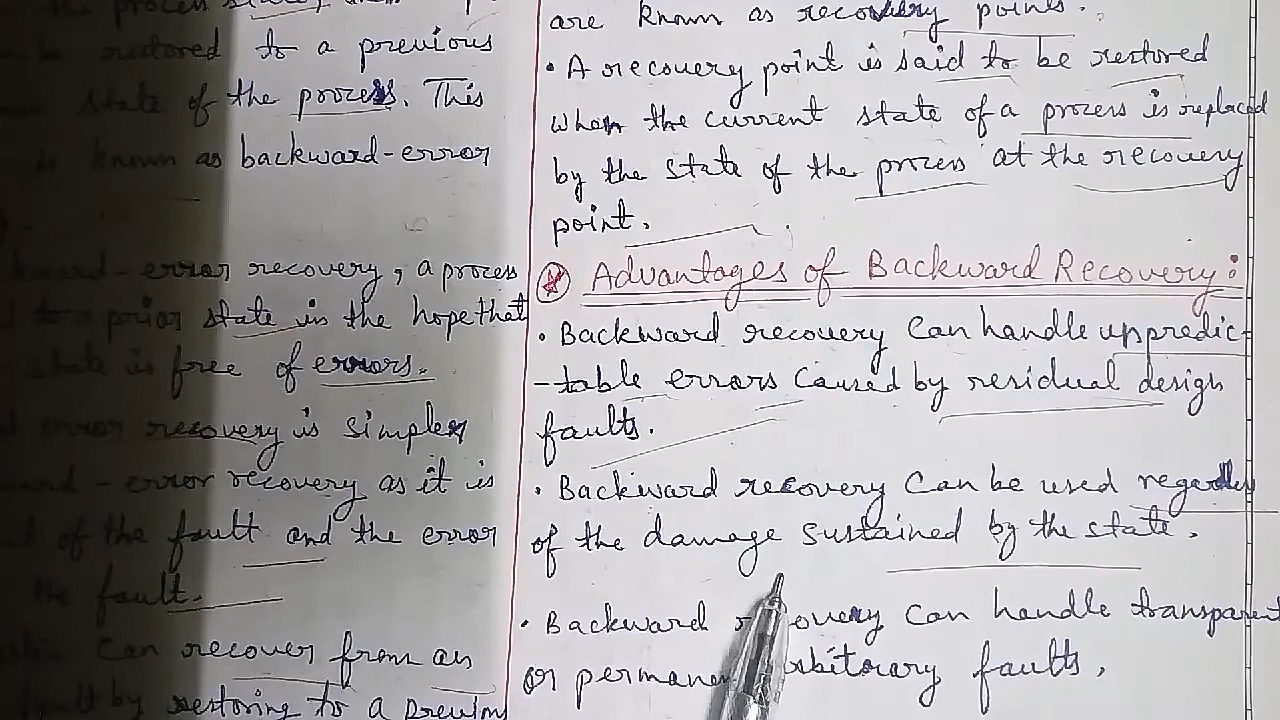 the process state,
restored to a previous
state of the process. This
is known as backward-error
- error recovery, a process
to a prior state in the hope that
state is free of errors.
error recovery is simpler
- error recovery as it is
of the fault and the error
the fault.
can recover from an
fault by restoring to a previous
are known as recovery points.
• A recovery point is said to be restored
when the current state of a process is replaced
by the state of the process at the recovery
point.
Advantages of Backward Recovery:
• Backward recovery can handle uppredic-
-table errors caused by residual design
faults.
• Backward recovery can be used regardless
of the damage sustained by the state.
• Backward can handle transparent
or faults,